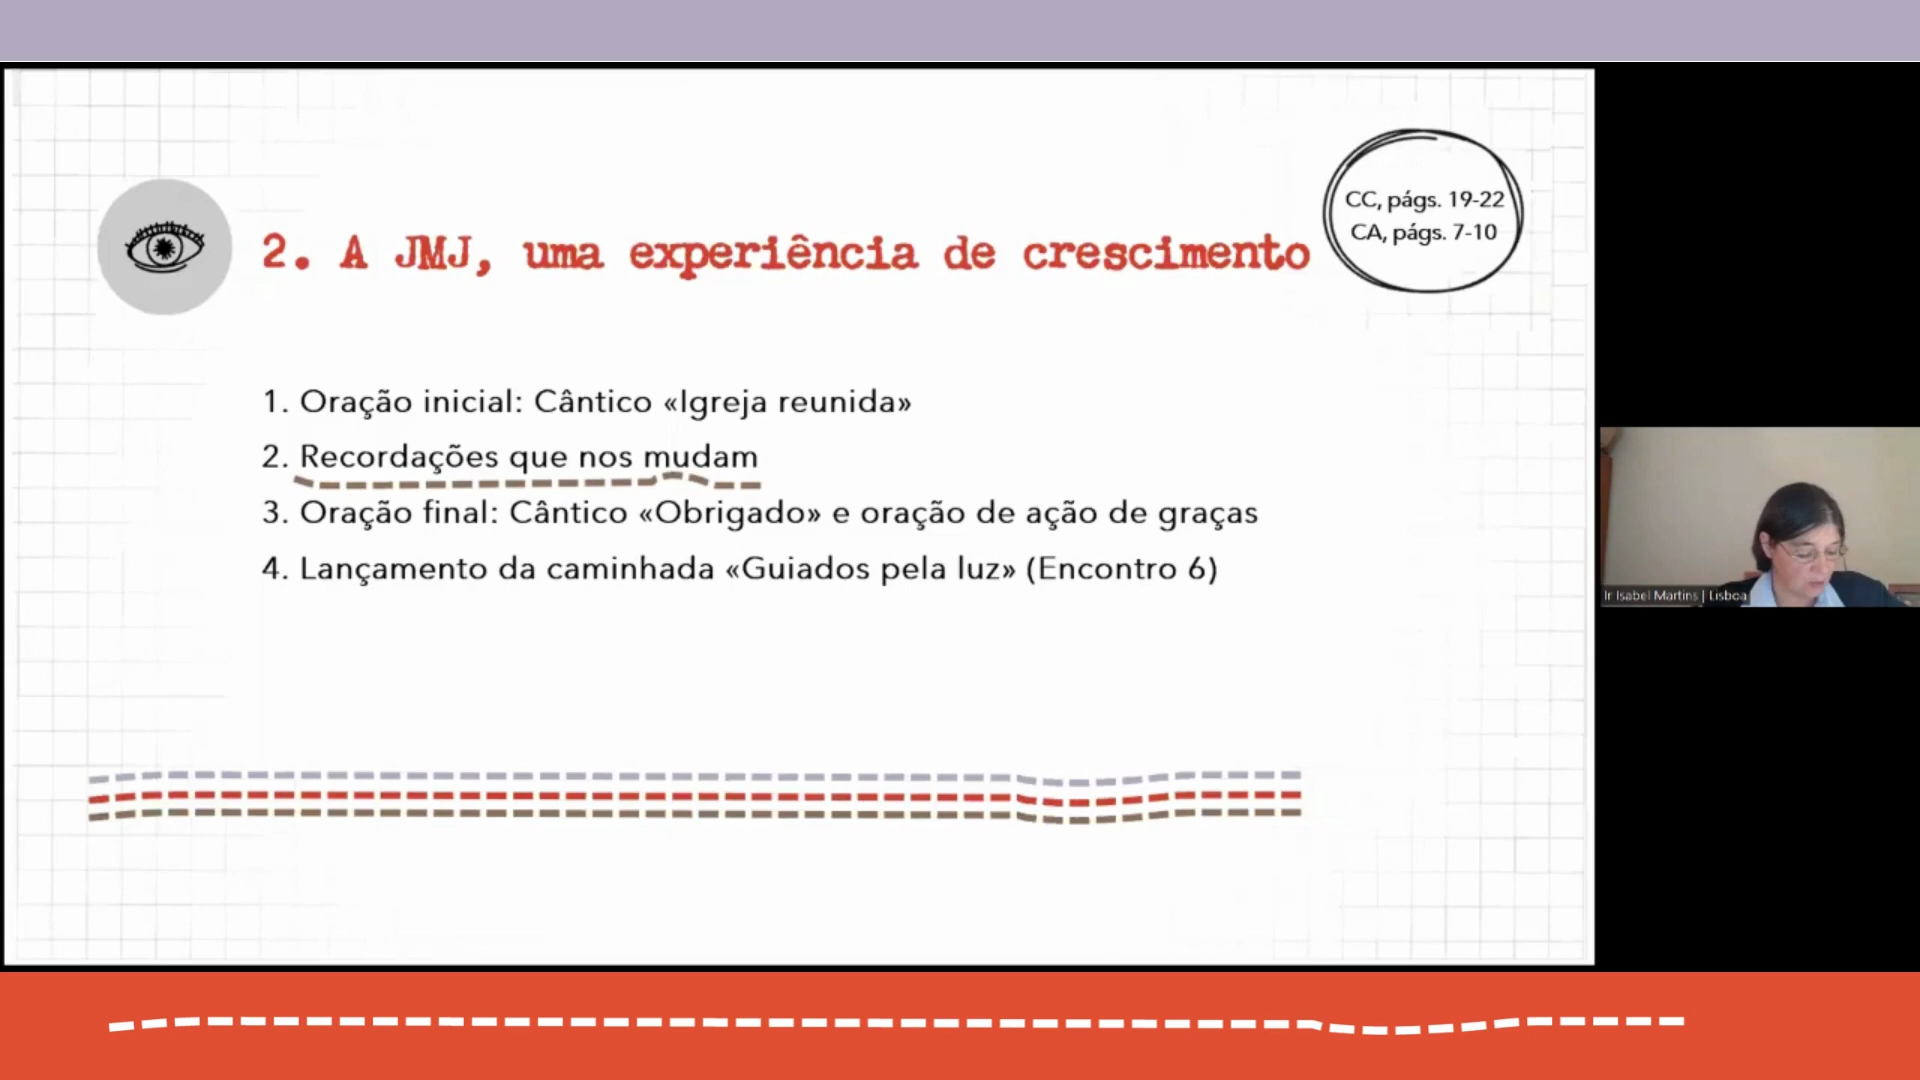 CC, págs. 19-22
CA, págs. 7-10
2. A JMJ, uma experiência de crescimento
1. Oração inicial: Cântico «Igreja reunida»
2. Recordações que nos mudam
3. Oração final: Cântico «Obrigado» e oração de ação de graças
4. Lançamento da caminhada «Guiados pela luz» (Encontro 6)
Ir Isabel Martins | Lisboa